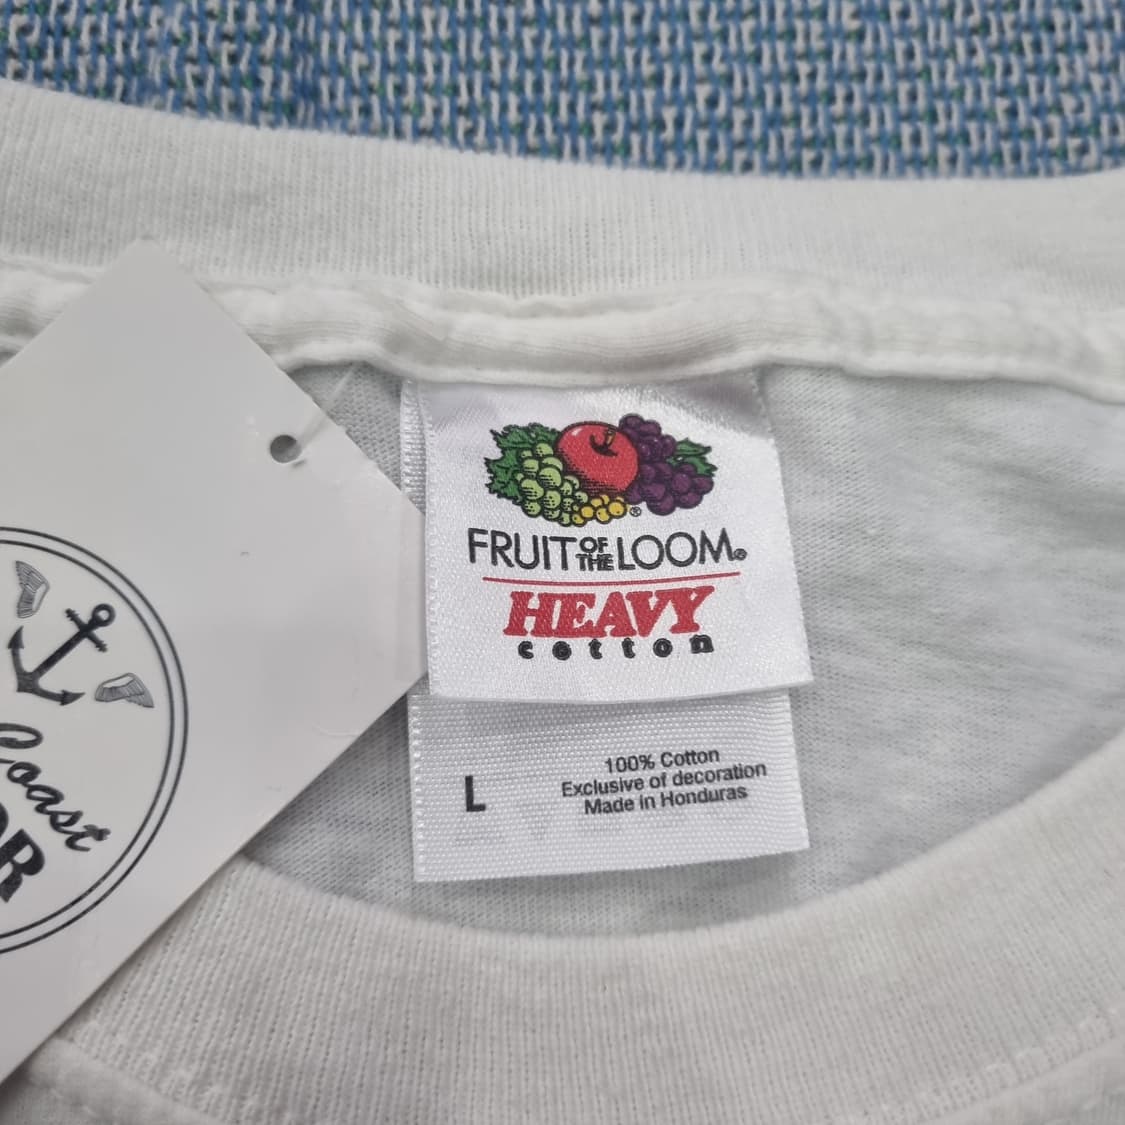 FRUIT OF THE LOOM®
HEAVY
cotton
L
100% Cotton
Exclusive of decoration
Made in Honduras
Coast